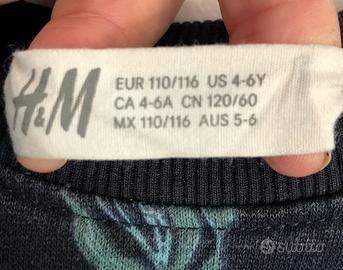 H&M
EUR 110/116 US 4-6Y
CA 4-6A CN 120/60
MX 110/116 AUS 5-6
subito